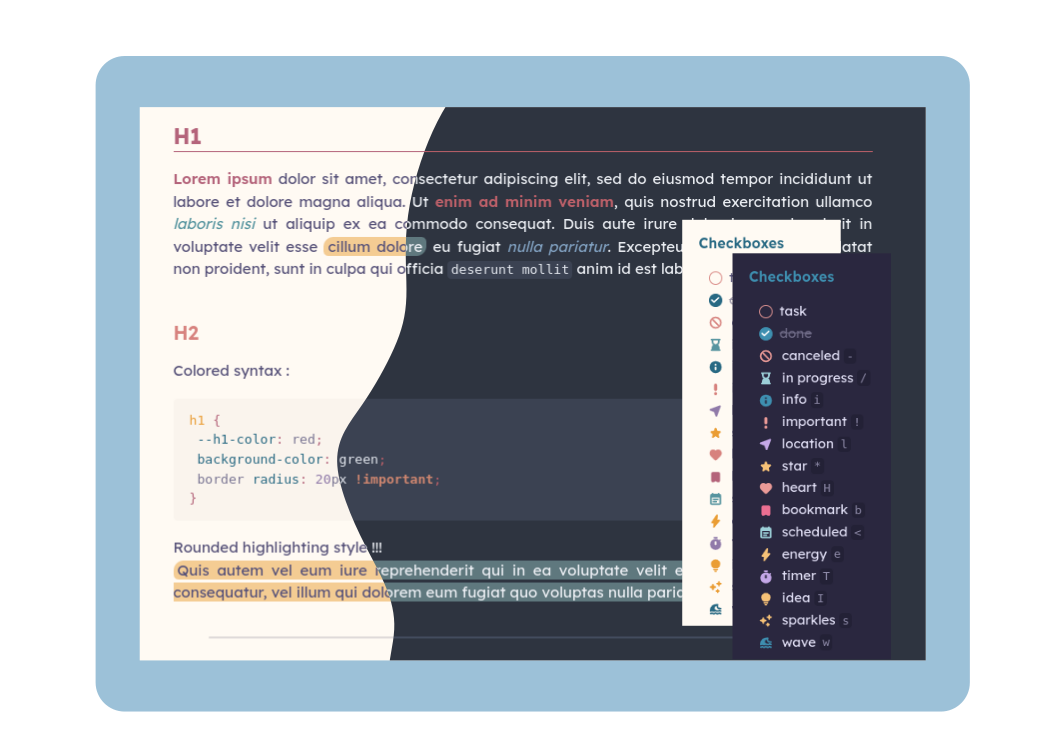 H1
Lorem ipsum dolor sit amet, consectetur adipiscing elit, sed do eiusmod tempor incididunt ut
labore et dolore magna aliqua. Ut enim ad minim veniam, quis nostrud exercitation ullamco
laboris nisi ut aliquip ex ea commodo consequat. Duis aute irure in
voluptate velit esse cillum dolore eu fugiat nulla pariatur. Excepteu atat
non proident, sunt in culpa qui officia deserunt mollit anim id est lab
H2
Colored syntax :
h1 {
--h1-color: red;
background-color: green;
border radius: 20px !important;
}
Rounded highlighting style !!!
Quis autem vel eum iure reprehenderit qui in ea voluptate velit e
consequatur, vel illum qui dolorem eum fugiat quo voluptas nulla paria
Checkboxes
Checkboxes
task
done
canceled -
in progress /
info i
important !
location l
star *
heart H
bookmark b
scheduled <
energy e
timer T
idea I
sparkles s
wave w